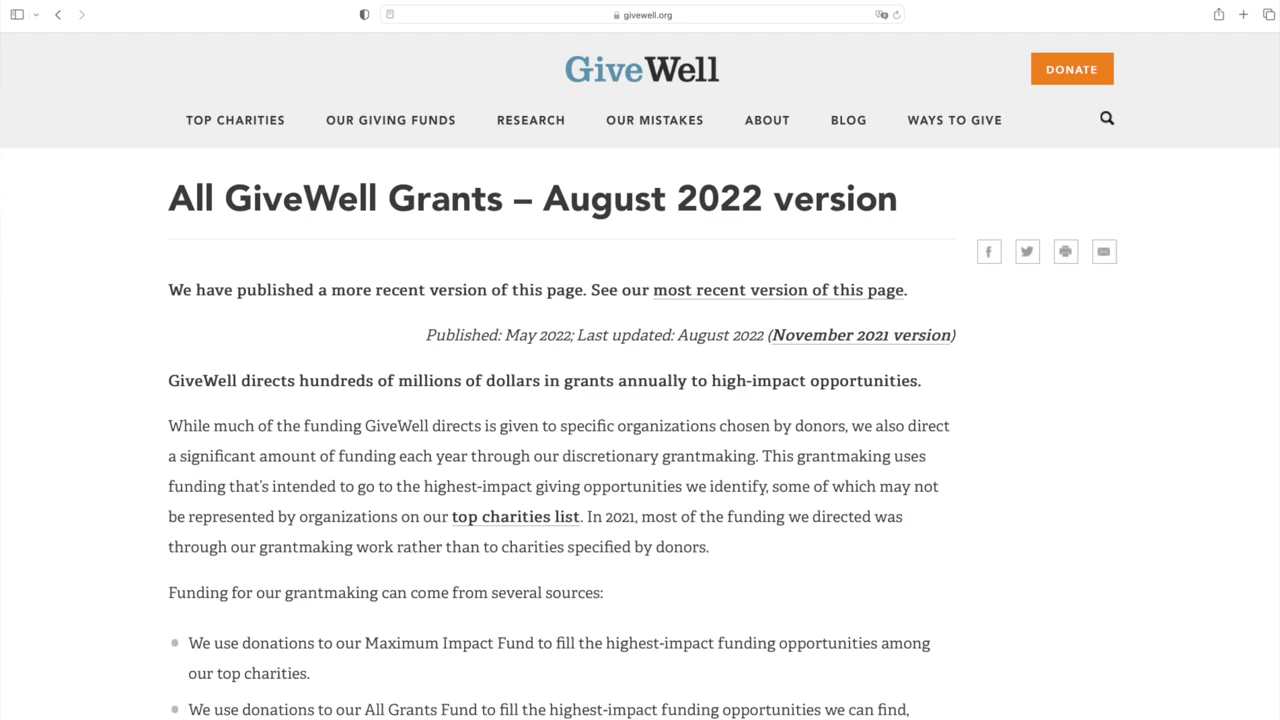 givewell.org
GiveWell
DONATE
TOP CHARITIES OUR GIVING FUNDS RESEARCH OUR MISTAKES ABOUT BLOG WAYS TO GIVE
All GiveWell Grants – August 2022 version
We have published a more recent version of this page. See our most recent version of this page.
Published: May 2022; Last updated: August 2022 (November 2021 version)
GiveWell directs hundreds of millions of dollars in grants annually to high-impact opportunities.
While much of the funding GiveWell directs is given to specific organizations chosen by donors, we also direct
a significant amount of funding each year through our discretionary grantmaking. This grantmaking uses
funding that's intended to go to the highest-impact giving opportunities we identify, some of which may not
be represented by organizations on our top charities list. In 2021, most of the funding we directed was
through our grantmaking work rather than to charities specified by donors.
Funding for our grantmaking can come from several sources:
We use donations to our Maximum Impact Fund to fill the highest-impact funding opportunities among
our top charities.
We use donations to our All Grants Fund to fill the highest-impact funding opportunities we can find,